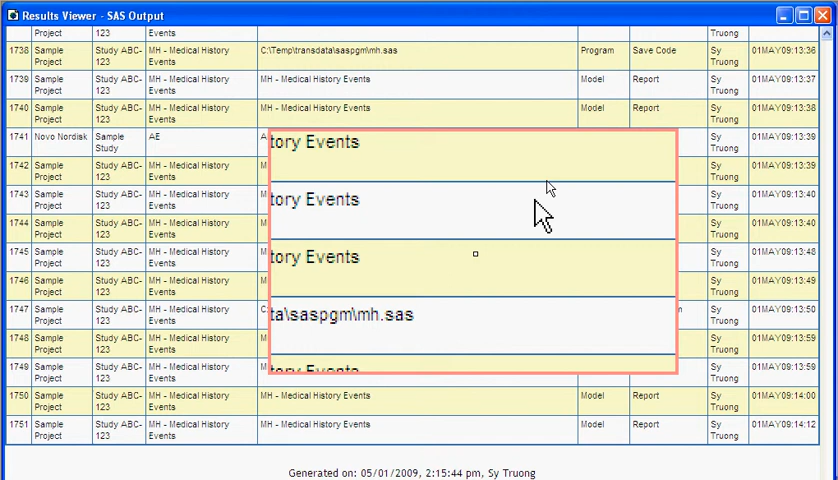 Results Viewer - SAS Output
Project 123 Events Truong
1738 Sample Study ABC- MH - Medical History C:\Temp\transdata\saspgm\mh.sas Program Save Code Sy 01MAY09:13:36
Project 123 Events Truong
1739 Sample Study ABC- MH - Medical History MH - Medical History Events Model Report Sy 01MAY09:13:37
Project 123 Events Truong
1740 Sample Study ABC- MH - Medical History MH - Medical History Events Model Report Sy 01MAY09:13:38
Project 123 Events Truong
1741 Novo Nordisk Sample AE A Sy 01MAY09:13:39
Study Truong
tory Events
1742 Sample Study ABC- MH - Medical History M Sy 01MAY09:13:39
Project 123 Events Truong
1743 Sample Study ABC- MH - Medical History M Sy 01MAY09:13:40
Project 123 Events Truong
tory Events
1744 Sample Study ABC- MH - Medical History M Sy 01MAY09:13:40
Project 123 Events Truong
1745 Sample Study ABC- MH - Medical History M Sy 01MAY09:13:48
Project 123 Events Truong
tory Events
1746 Sample Study ABC- MH - Medical History M Sy 01MAY09:13:49
Project 123 Events Truong
1747 Sample Study ABC- MH - Medical History Sy 01MAY09:13:50
Project 123 Events Truong
ta\saspgm\mh.sas
1748 Sample Study ABC- MH - Medical History M Sy 01MAY09:13:59
Project 123 Events Truong
1749 Sample Study ABC- MH - Medical History M Sy 01MAY09:13:59
Project 123 Events Truong
tory Events
1750 Sample Study ABC- MH - Medical History MH - Medical History Events Model Report Sy 01MAY09:14:00
Project 123 Events Truong
1751 Sample Study ABC- MH - Medical History MH - Medical History Events Model Report Sy 01MAY09:14:12
Project 123 Events Truong
Generated on: 05/01/2009, 2:15:44 pm, Sy Truong